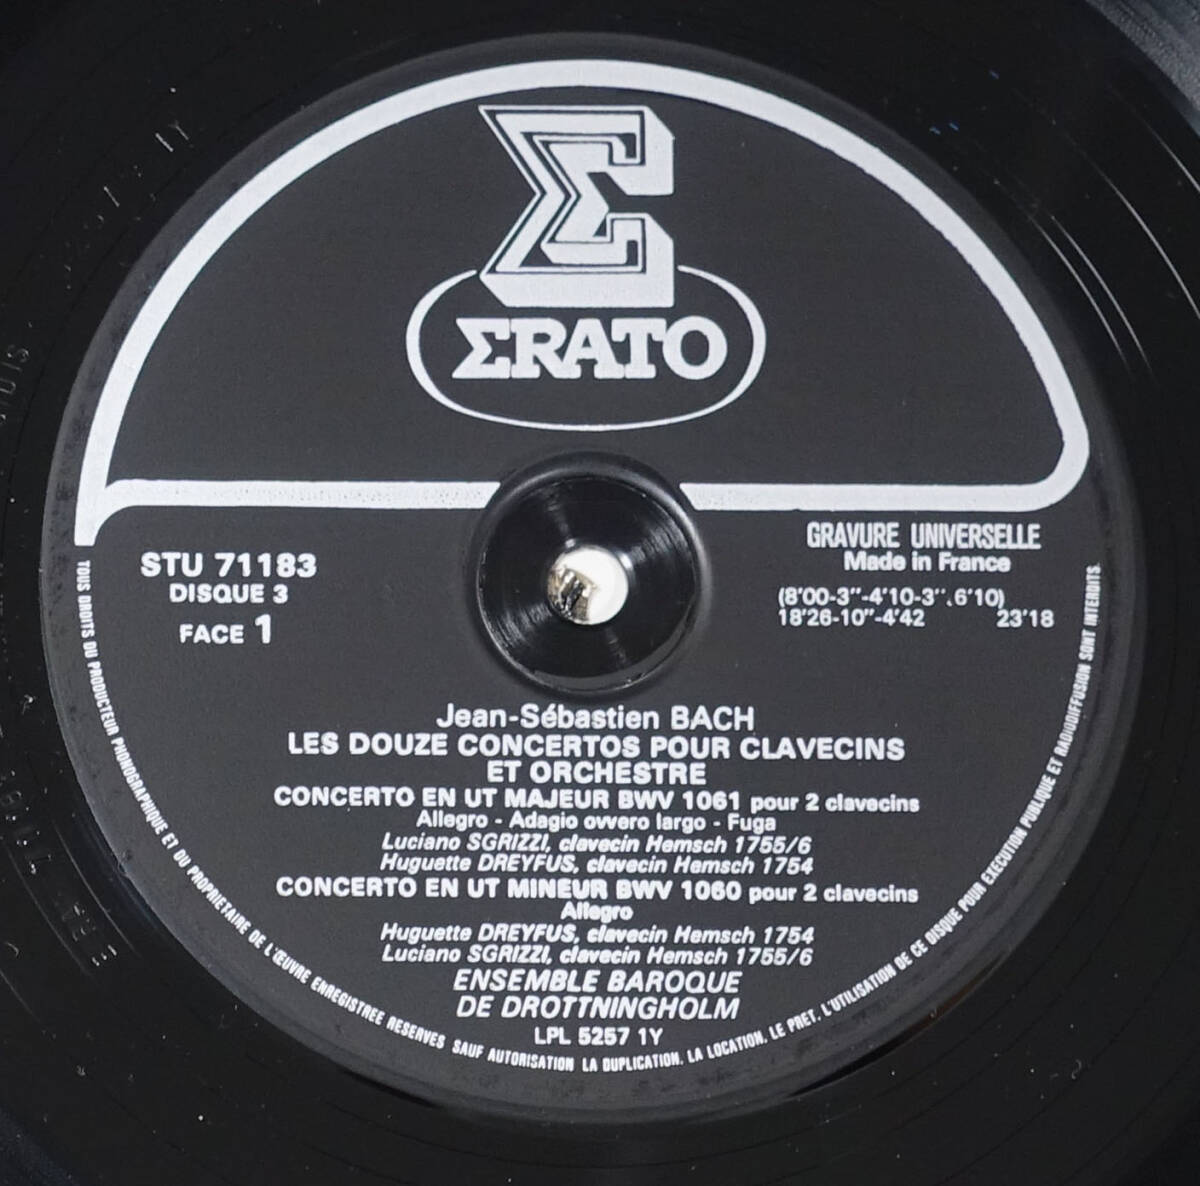 Σ
ΣRATO
GRAVURE UNIVERSELLE
Made in France
STU 71183
DISQUE 3
FACE 1
(8'00-3"-4'10-3".6'10)
18'26-10"-4'42 23'18
Jean-Sébastien BACH
LES DOUZE CONCERTOS POUR CLAVECINS
ET ORCHESTRE
CONCERTO EN UT MAJEUR BWV 1061 pour 2 clavecins
Allegro - Adagio ovvero largo - Fuga
Luciano SGRIZZI, clavecin Hemsch 1755/6
Huguette DREYFUS, clavecin Hemsch 1754
CONCERTO EN UT MINEUR BWV 1060 pour 2 clavecins
Allegro
Huguette DREYFUS, clavecin Hemsch 1754
Luciano SGRIZZI, clavecin Hemsch 1755/6
ENSEMBLE BAROQUE
DE DROTTNINGHOLM
LPL 5257 1Y
TOUS DROITS DU PRODUCTEUR PHONOGRAPHIQUE ET DU PROPRIETAIRE DE L'ŒUVRE ENREGISTREE RESERVES SAUF AUTORISATION LA DUPLICATION, LA LOCATION, LE PRET, L'UTILISATION DE CE DISQUE POUR EXECUTION PUBLIQUE ET RADIODIFFUSION SONT INTERDITS.
1Y